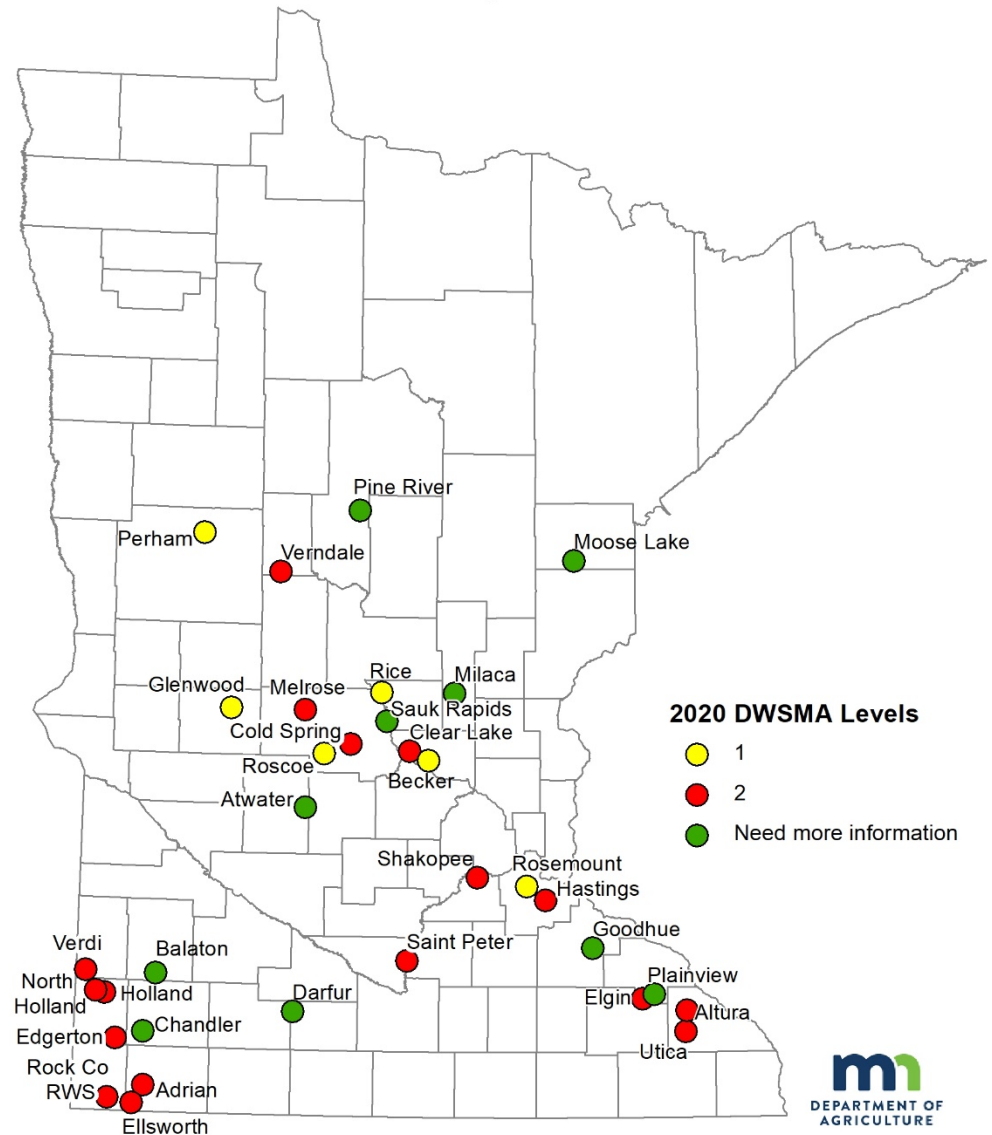 Pine River
Perham
Moose Lake
Verndale
Rice
Milaca
Glenwood
Melrose
Sauk Rapids
Cold Spring
Clear Lake
Roscoe
Becker
Atwater
2020 DWSMA Levels
1
2
Need more information
Shakopee
Rosemount
Hastings
Goodhue
Verdi
Balaton
Saint Peter
North
Holland
Holland
Darfur
Plainview
Elgin
Altura
Chandler
Edgerton
Utica
Rock Co
RWS
Adrian
Ellsworth
mn
DEPARTMENT OF
AGRICULTURE